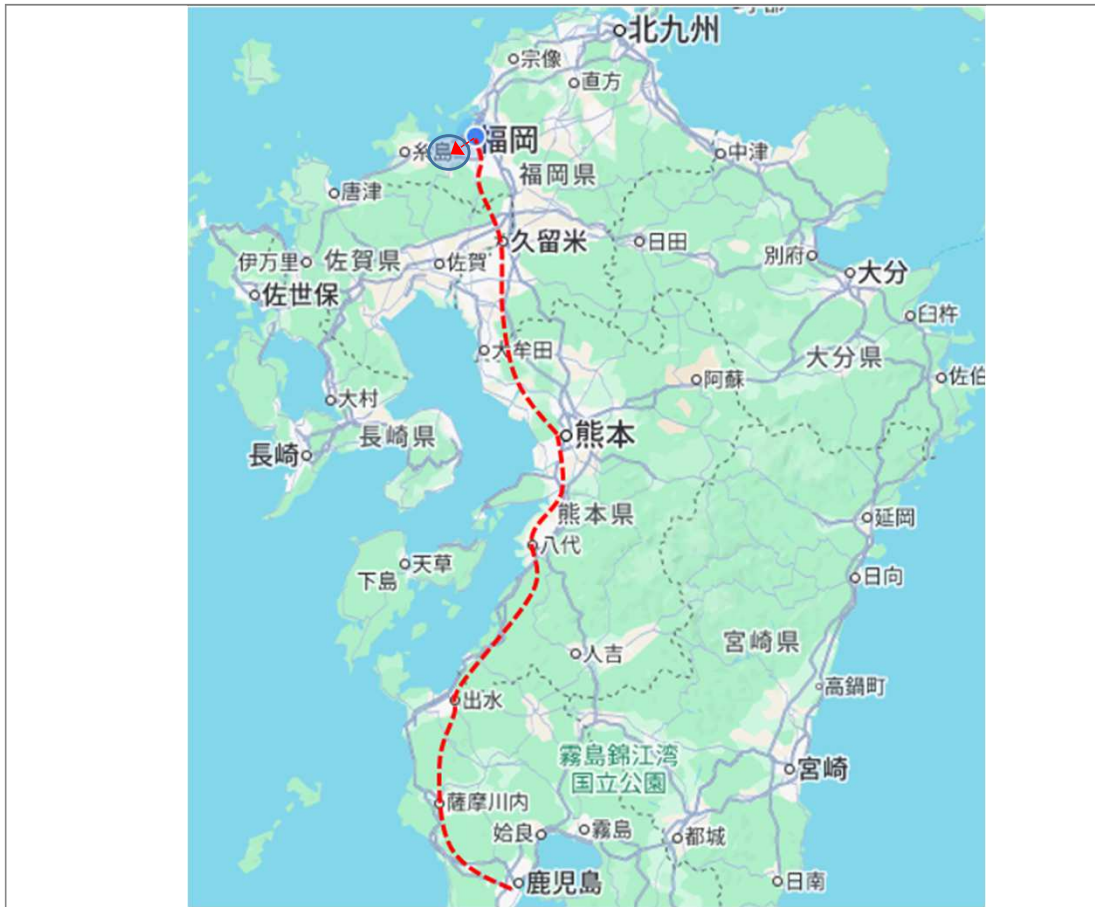 北九州
宗像
直方
福岡
糸島
中津
福岡県
唐津
久留米
日田
別府
伊万里
佐賀県
佐賀
大分
佐世保
臼杵
大牟田
大分県
阿蘇
佐伯
大村
長崎県
熊本
長崎
熊本県
延岡
八代
天草
下島
日向
宮崎県
人吉
高鍋町
出水
霧島錦江湾
国立公園
宮崎
薩摩川内
姶良
霧島
都城
鹿児島
日南